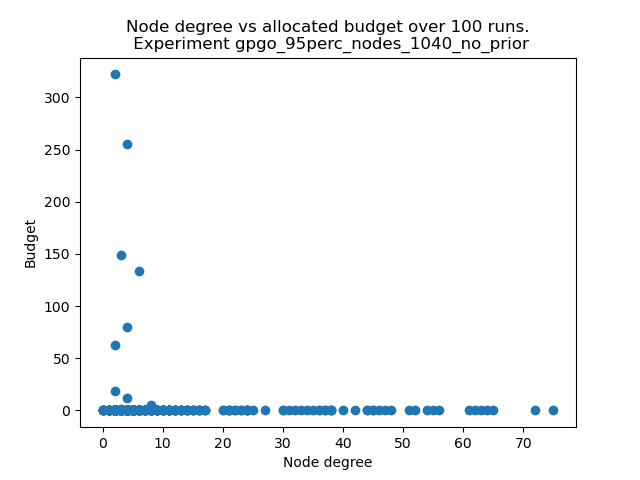 Node degree vs allocated budget over 100 runs.
Experiment gpgo_95perc_nodes_1040_no_prior
300
250
200
150
100
50
0
Budget
0 10 20 30 40 50 60 70
Node degree